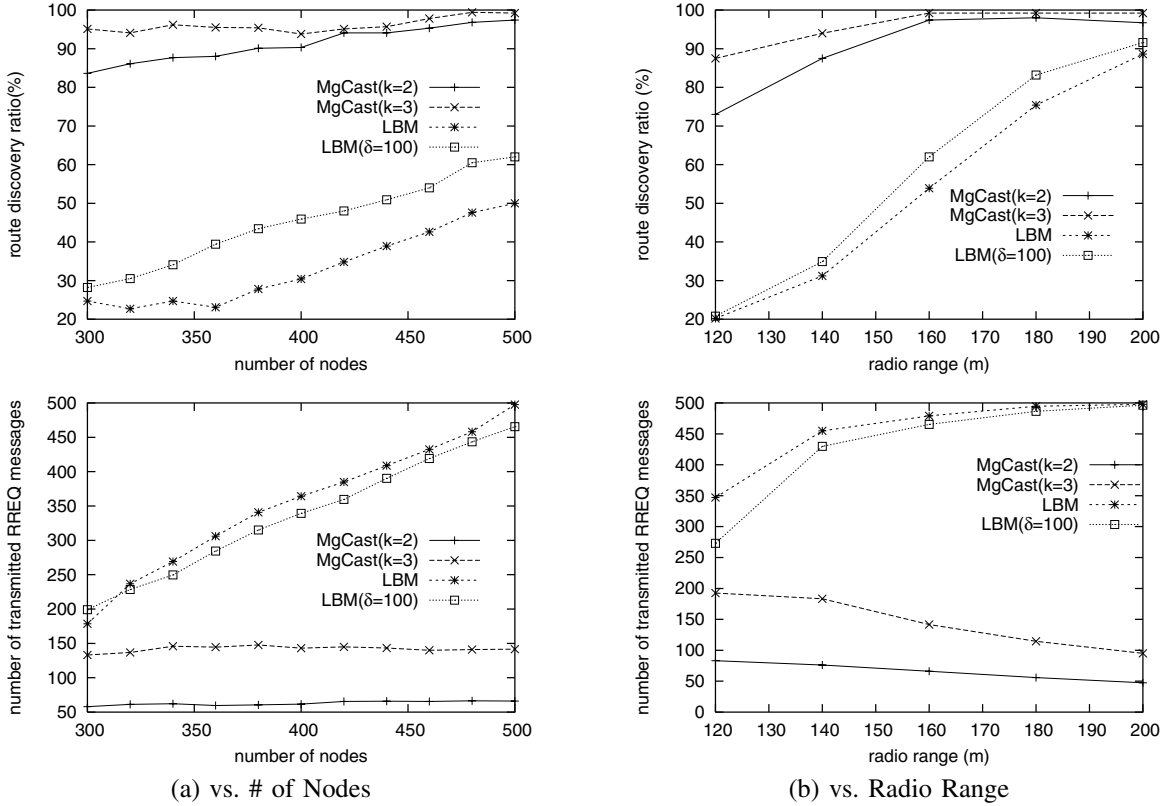 100
90
80
70
60
50
40
30
20
route discovery ratio(%)
MgCast(k=2)
MgCast(k=3)
LBM
LBM(δ=100)
300 350 400 450 500
number of nodes
100
90
80
70
60
50
40
30
20
route discovery ratio (%)
MgCast(k=2)
MgCast(k=3)
LBM
LBM(δ=100)
120 130 140 150 160 170 180 190 200
radio range (m)
500
450
400
350
300
250
200
150
100
50
number of transmitted RREQ messages
MgCast(k=2)
MgCast(k=3)
LBM
LBM(δ=100)
300 350 400 450 500
number of nodes
(a) vs. # of Nodes
500
450
400
350
300
250
200
150
100
50
0
number of transmitted RREQ messages
MgCast(k=2)
MgCast(k=3)
LBM
LBM(δ=100)
120 130 140 150 160 170 180 190 200
radio range (m)
(b) vs. Radio Range